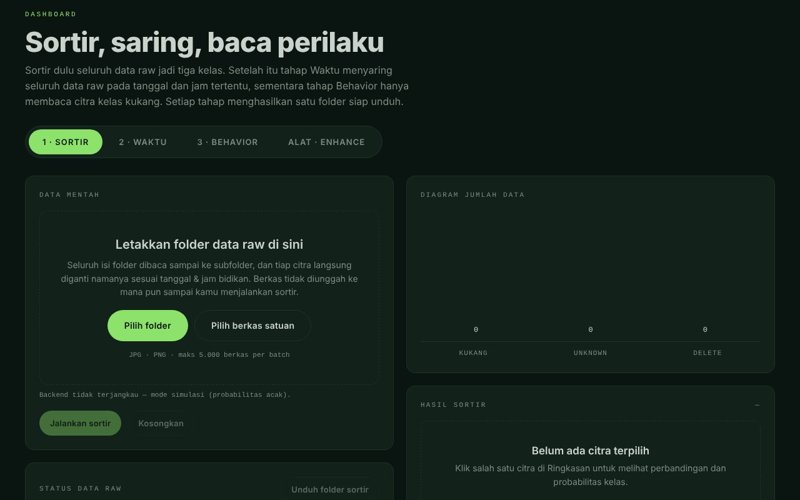 DASHBOARD
Sortir, saring, baca perilaku
Sortir dulu seluruh data raw jadi tiga kelas. Setelah itu tahap Waktu menyaring
seluruh data raw pada tanggal dan jam tertentu, sementara tahap Behavior hanya
membaca citra kelas kukang. Setiap tahap menghasilkan satu folder siap unduh.
1 · SORTIR
2 · WAKTU
3 · BEHAVIOR
ALAT · ENHANCE
DATA MENTAH
Letakkan folder data raw di sini
Seluruh isi folder dibaca sampai ke subfolder, dan tiap citra langsung
diganti namanya sesuai tanggal & jam bidikan. Berkas tidak diunggah ke
mana pun sampai kamu menjalankan sortir.
Pilih folder
Pilih berkas satuan
JPG · PNG · maks 5.000 berkas per batch
Backend tidak terjangkau — mode simulasi (probabilitas acak).
Jalankan sortir
Kosongkan
STATUS DATA RAW
Unduh folder sortir
DIAGRAM JUMLAH DATA
0
0
0
KUKANG
UNKNOWN
DELETE
HASIL SORTIR
—
Belum ada citra terpilih
Klik salah satu citra di Ringkasan untuk melihat perbandingan dan
probabilitas kelas.